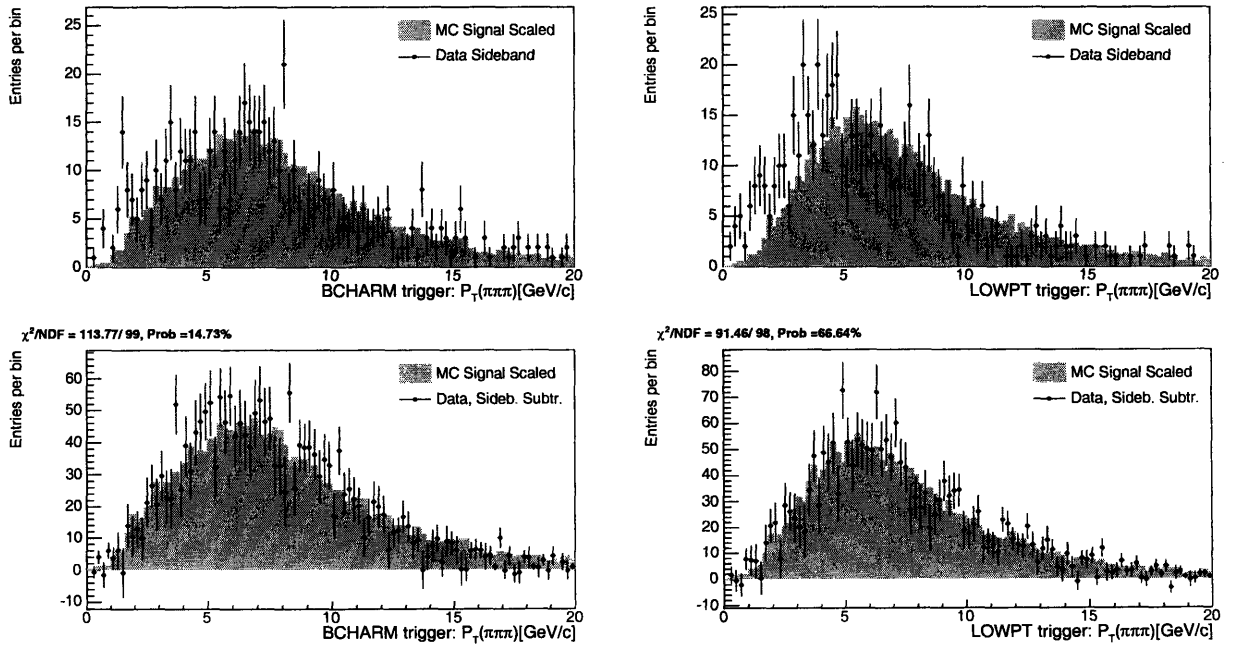 Entries per bin
25
20
15
10
5
0
MC Signal Scaled
Data Sideband
0 5 10 15 20
BCHARM trigger: P_T(πππ)[GeV/c]
Entries per bin
25
20
15
10
5
0
MC Signal Scaled
Data Sideband
0 5 10 15 20
LOWPT trigger: P_T(πππ)[GeV/c]
χ²/NDF = 113.77/ 99, Prob =14.73%
Entries per bin
60
50
40
30
20
10
0
-10
MC Signal Scaled
Data, Sideb. Subtr.
0 5 10 15 20
BCHARM trigger: P_T(πππ)[GeV/c]
χ²/NDF = 91.46/ 98, Prob =66.64%
Entries per bin
80
70
60
50
40
30
20
10
0
-10
MC Signal Scaled
Data, Sideb. Subtr.
0 5 10 15 20
LOWPT trigger: P_T(πππ)[GeV/c]